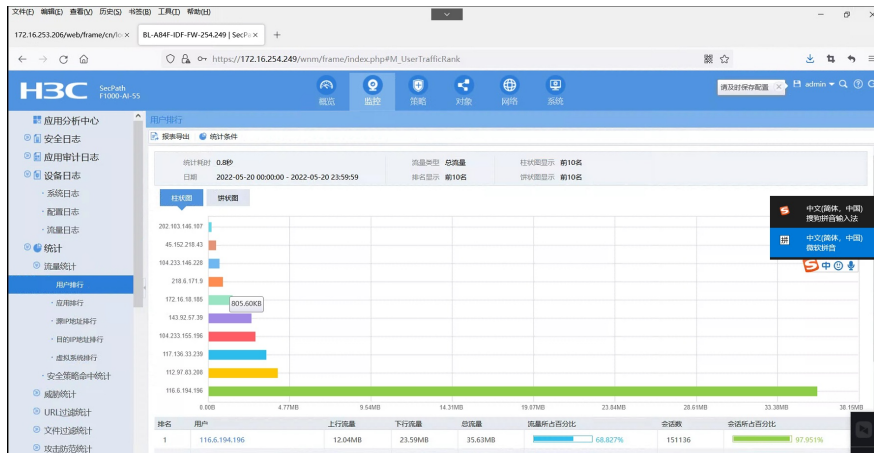 文件(F) 编辑(E) 查看(V) 历史(S) 书签(B) 工具(T) 帮助(H)
172.16.253.206/web/frame/cn/lo
BL-A84F-IDF-FW-254.249 | SecPa
https://172.16.254.249/wnm/frame/index.php#M_UserTrafficRank
H3C SecPath F1000-AI-55
概览 监控 策略 对象 网络 系统
请及时保存配置
admin
应用分析中心
用户排行
安全日志
报表导出 统计条件
应用审计日志
统计耗时 0.8秒 流量类型 总流量 柱状图显示 前10名
设备日志
日期 2022-05-20 00:00:00 - 2022-05-20 23:59:59 排名显示 前10名 饼状图显示 前10名
系统日志
柱状图 饼状图
配置日志
流量日志
统计
流量统计
用户排行
应用排行
源IP地址排行
目的IP地址排行
虚拟系统排行
安全策略命中统计
威胁统计
URL过滤统计
文件过滤统计
攻击防范统计
中文(简体，中国)
搜狗拼音输入法
中文(简体，中国)
微软拼音
中
202.103.146.107
45.152.218.43
104.233.146.228
218.6.171.9
172.16.18.185
805.60KB
143.92.57.39
104.233.155.196
117.136.33.239
112.97.83.208
116.6.194.196
0.00B 4.77MB 9.54MB 14.31MB 19.07MB 23.84MB 28.61MB 33.38MB 38.15MB
排名 用户 上行流量 下行流量 总流量 流量所占百分比 会话数 会话所占百分比
1 116.6.194.196 12.04MB 23.59MB 35.63MB 68.827% 151136 97.951%